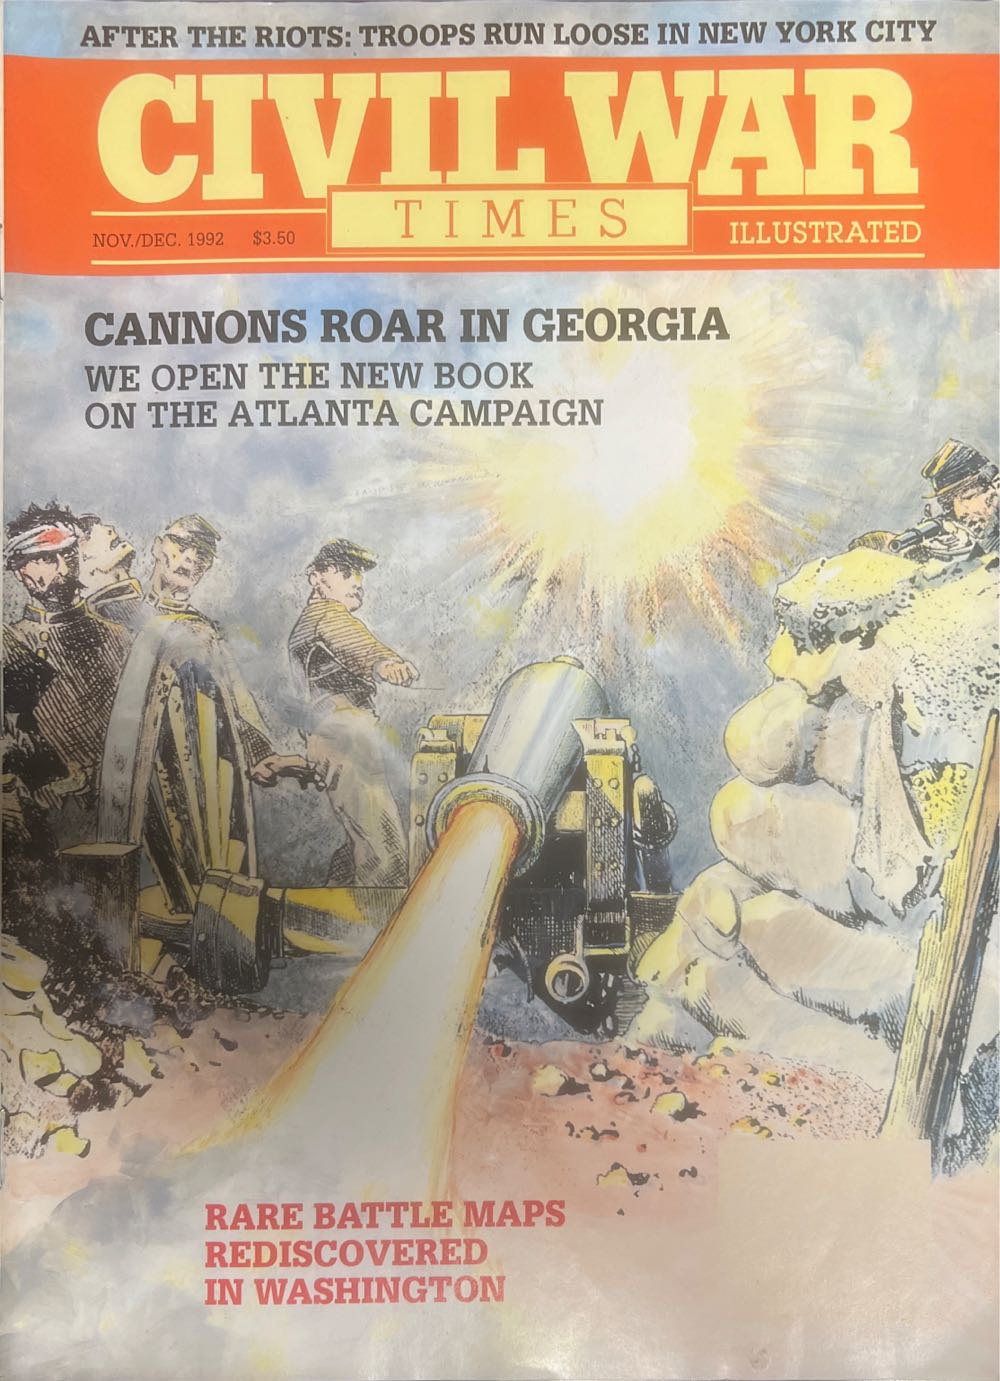 AFTER THE RIOTS: TROOPS RUN LOOSE IN NEW YORK CITY
CIVIL WAR
TIMES
NOV./DEC. 1992 $3.50
ILLUSTRATED
CANNONS ROAR IN GEORGIA
WE OPEN THE NEW BOOK
ON THE ATLANTA CAMPAIGN
RARE BATTLE MAPS
REDISCOVERED
IN WASHINGTON